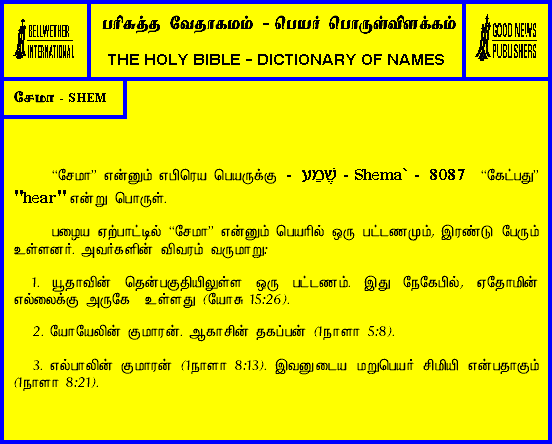 BELLWETHER
INTERNATIONAL
பரிசுத்த வேதாகமம் - பெயர் பொருள்விளக்கம்
THE HOLY BIBLE - DICTIONARY OF NAMES
GOOD NEWS
PUBLISHERS
சேமா - SHEM
“சேமா” என்னும் எபிரெய பெயருக்கு - שֶׁמַע - Shema` - 8087 “கேட்பது”
"hear" என்று பொருள்.
பழைய ஏற்பாட்டில் “சேமா” என்னும் பெயரில் ஒரு பட்டணமும், இரண்டு பேரும்
உள்ளனர். அவர்களின் விவரம் வருமாறு:
1. யூதாவின் தென்பகுதியிலுள்ள ஒரு பட்டணம். இது நேகேபில், ஏதோமின்
எல்லைக்கு அருகே உள்ளது (யோசு 15:26).
2. யோயேலின் குமாரன். ஆகாசின் தகப்பன் (1நாளா 5:8).
3. எல்பாலின் குமாரன் (1நாளா 8:13). இவனுடைய மறுபெயர் சிமியி என்பதாகும்
(1நாளா 8:21).